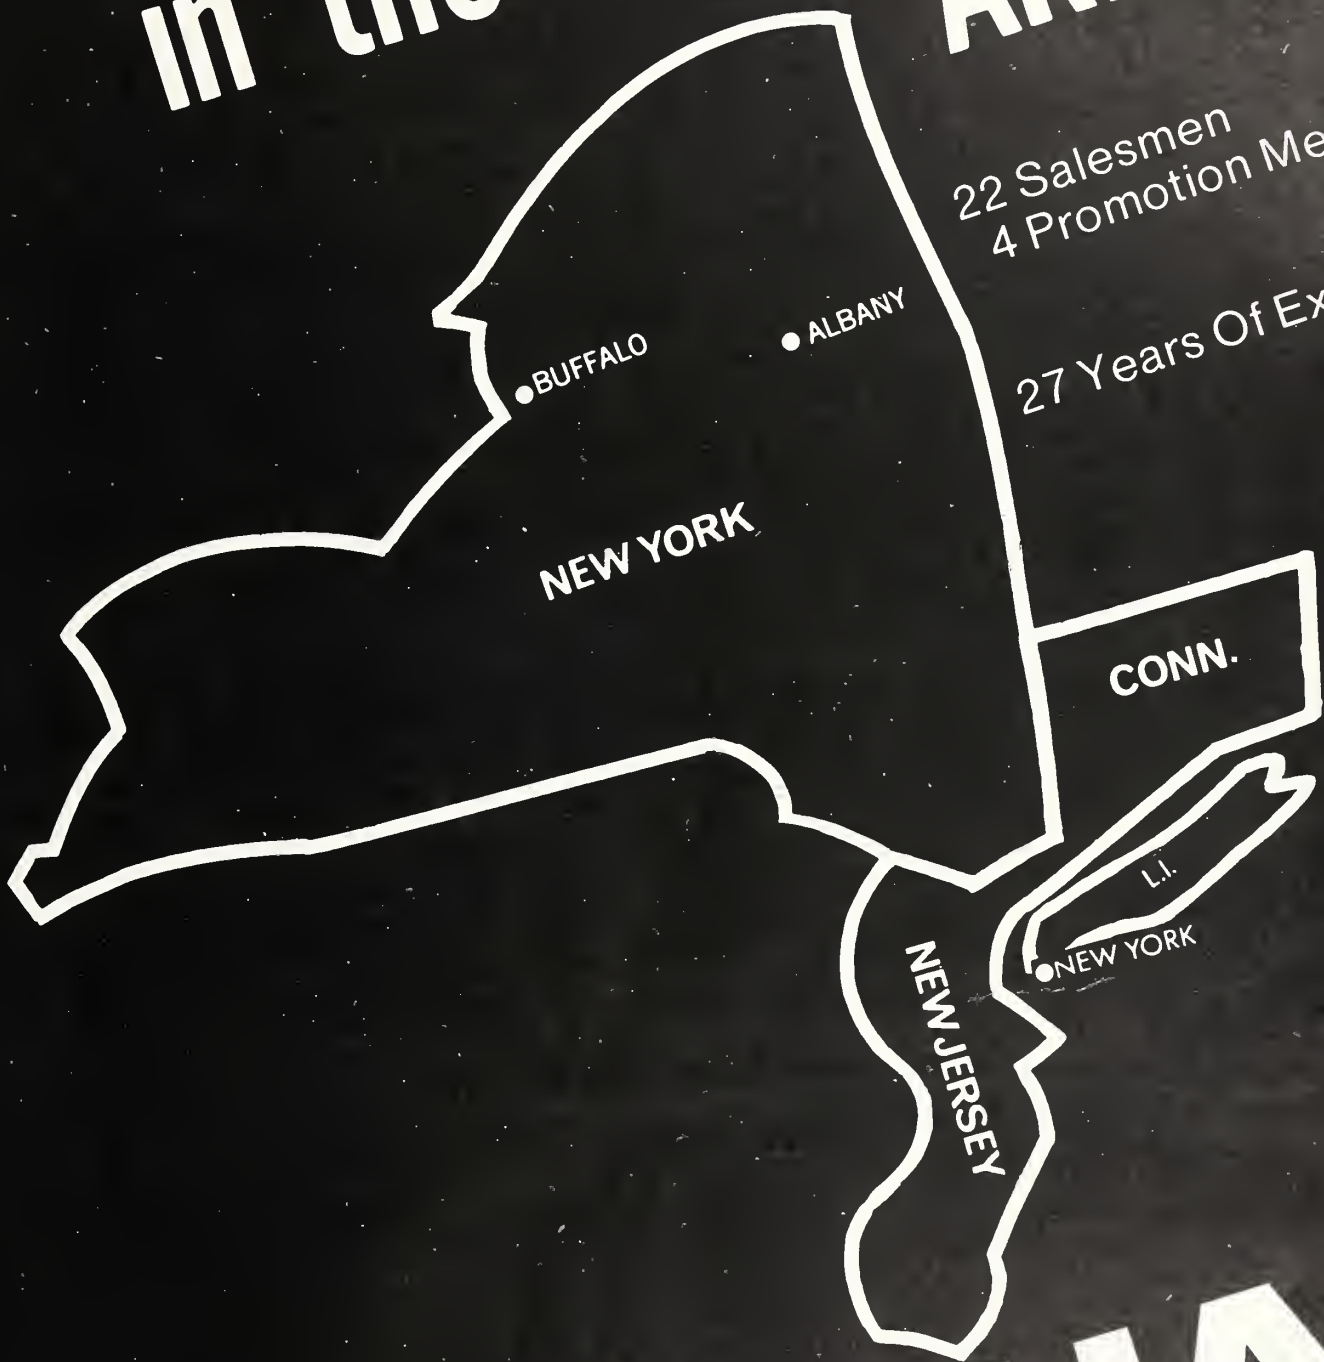 in the
22 Salesmen
4 Promotion Me
27 Years Of Ex
ALBANY
BUFFALO
NEW YORK
CONN.
L.I.
NEW YORK
NEW JERSEY